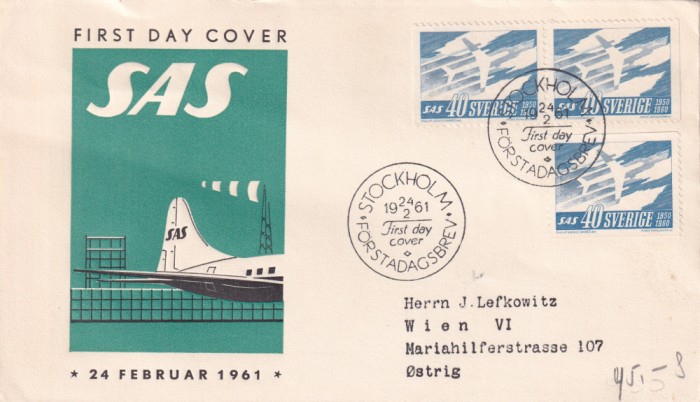 FIRST DAY COVER
SAS
SAS
* 24 FEBRUAR 1961 *
SAS 40 SVERIGE 1950 1960
SAS 40 SVERIGE 1950 1960
SAS 40 SVERIGE 1950 1960
STOCKHOLM
19 24/2 61
First day
cover
FÖRSTADAGSBREV
STOCKHOLM
19 24/2 61
First day
cover
FÖRSTADAGSBREV
Herrn J.Lefkowitz
Wien VI
Mariahilferstrasse 107
Østrig